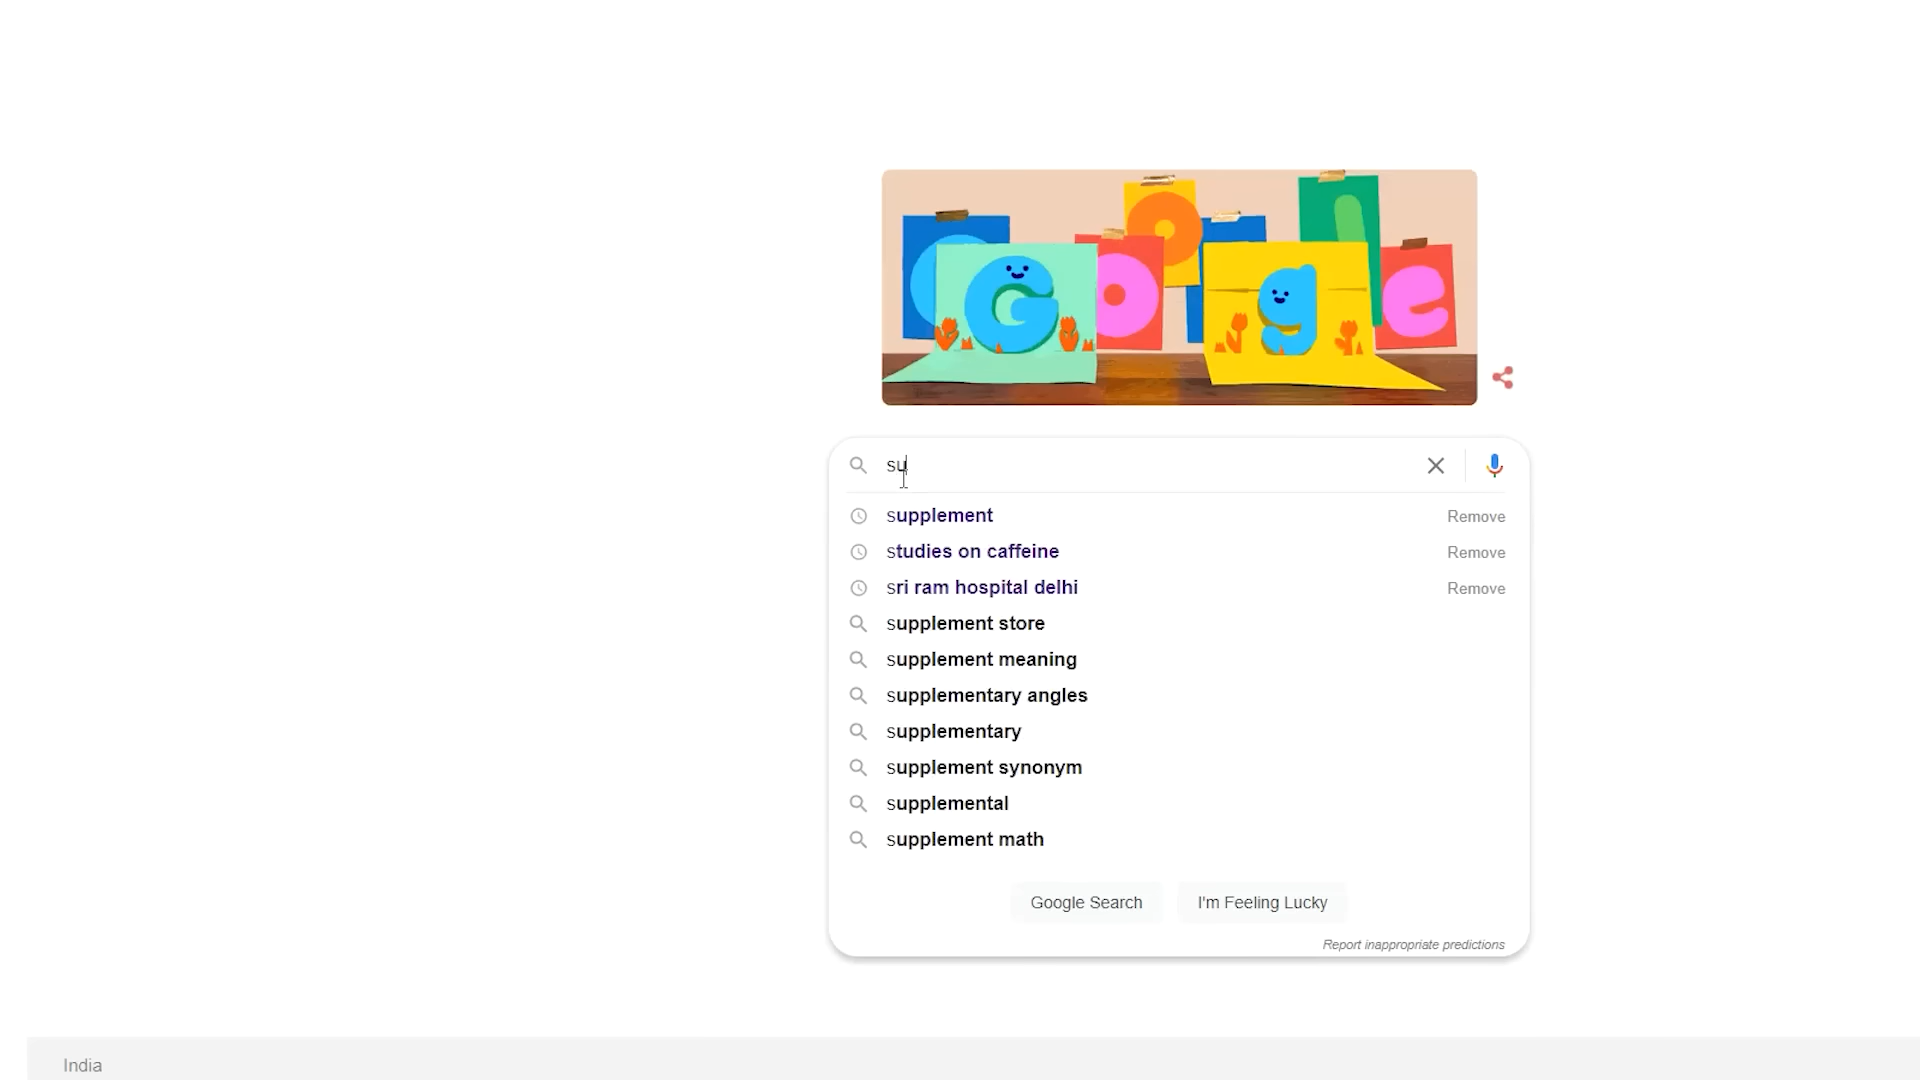 G o o g l e
su
supplement Remove
studies on caffeine Remove
sri ram hospital delhi Remove
supplement store
supplement meaning
supplementary angles
supplementary
supplement synonym
supplemental
supplement math
Google Search I'm Feeling Lucky
Report inappropriate predictions
India